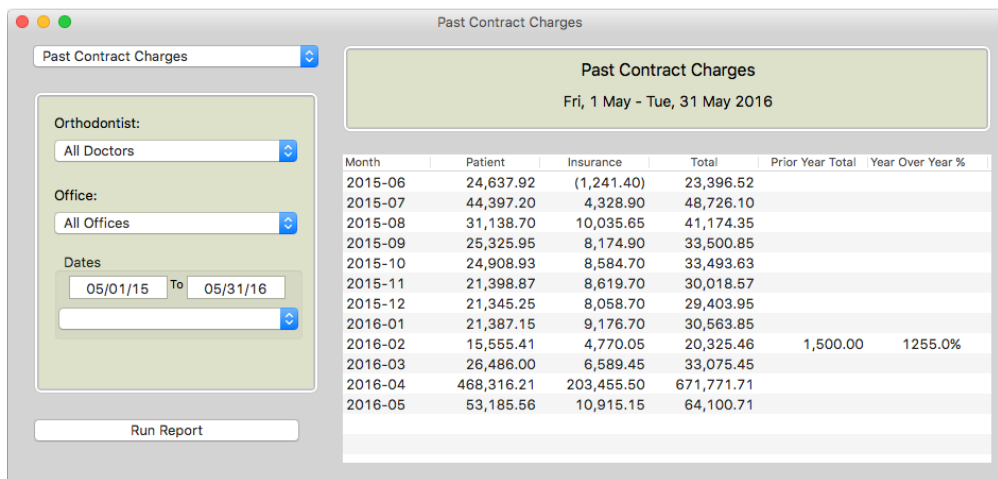 Past Contract Charges
Past Contract Charges
Orthodontist:
All Doctors
Office:
All Offices
Dates
05/01/15 To 05/31/16
Run Report
Past Contract Charges
Fri, 1 May - Tue, 31 May 2016
Month Patient Insurance Total Prior Year Total Year Over Year %
2015-06 24,637.92 (1,241.40) 23,396.52
2015-07 44,397.20 4,328.90 48,726.10
2015-08 31,138.70 10,035.65 41,174.35
2015-09 25,325.95 8,174.90 33,500.85
2015-10 24,908.93 8,584.70 33,493.63
2015-11 21,398.87 8,619.70 30,018.57
2015-12 21,345.25 8,058.70 29,403.95
2016-01 21,387.15 9,176.70 30,563.85
2016-02 15,555.41 4,770.05 20,325.46 1,500.00 1255.0%
2016-03 26,486.00 6,589.45 33,075.45
2016-04 468,316.21 203,455.50 671,771.71
2016-05 53,185.56 10,915.15 64,100.71